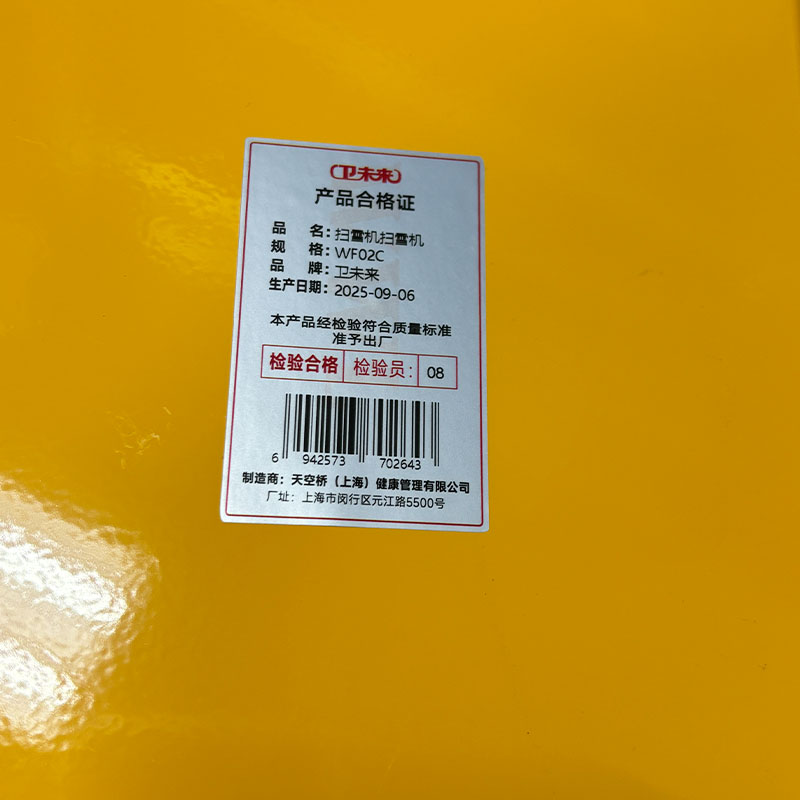 卫未来
产品合格证
品 名：扫雪机扫雪机
规 格：WF02C
品 牌：卫未来
生产日期：2025-09-06
本产品经检验符合质量标准
准予出厂
检验合格 检验员： 08
6 942573 702643
制造商：天空桥（上海）健康管理有限公司
厂址：上海市闵行区元江路5500号